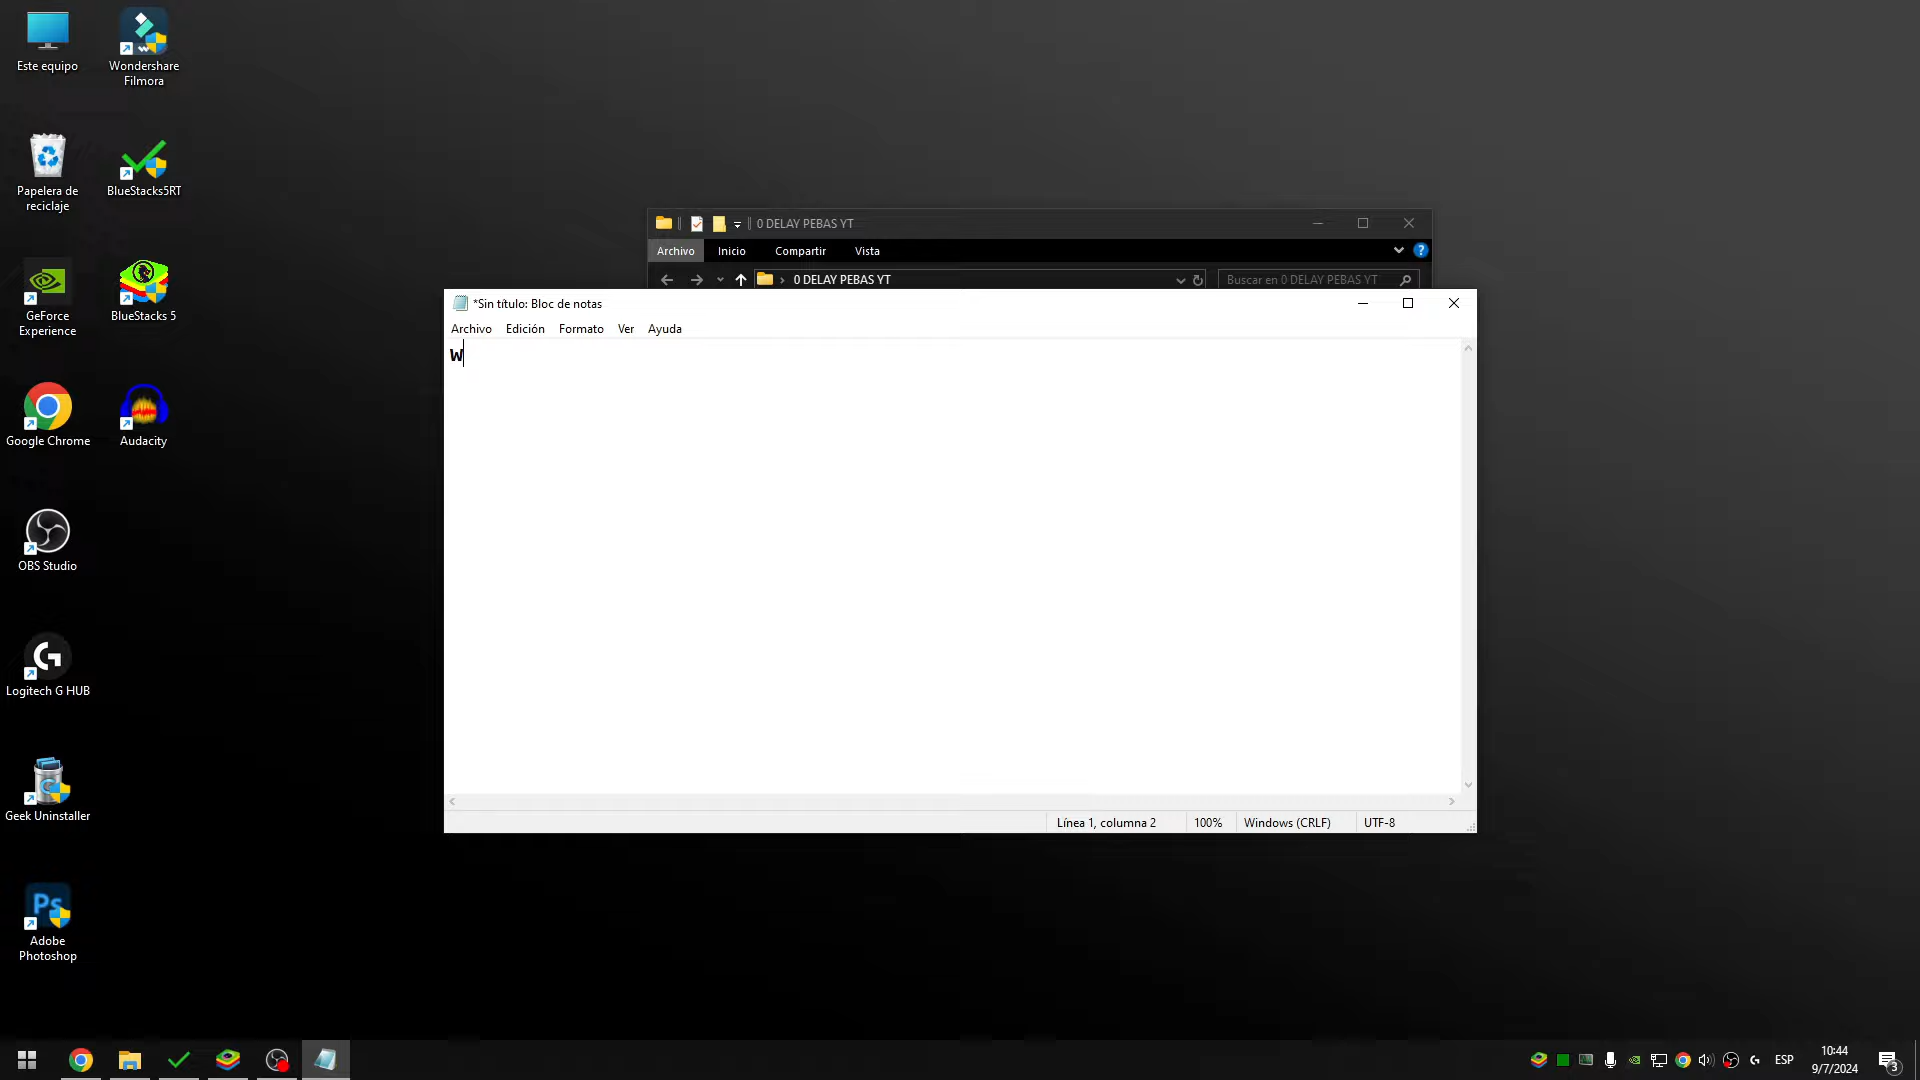 Este equipo
Wondershare
Filmora
Papelera de
reciclaje
BlueStacks5RT
GeForce
Experience
BlueStacks 5
Google Chrome
Audacity
OBS Studio
Logitech G HUB
Geek Uninstaller
Ps
Adobe
Photoshop
0 DELAY PEBAS YT
Archivo Inicio Compartir Vista
0 DELAY PEBAS YT
Buscar en 0 DELAY PEBAS YT
*Sin título: Bloc de notas
Archivo Edición Formato Ver Ayuda
W
Línea 1, columna 2 100% Windows (CRLF) UTF-8
ESP
10:44
9/7/2024
3